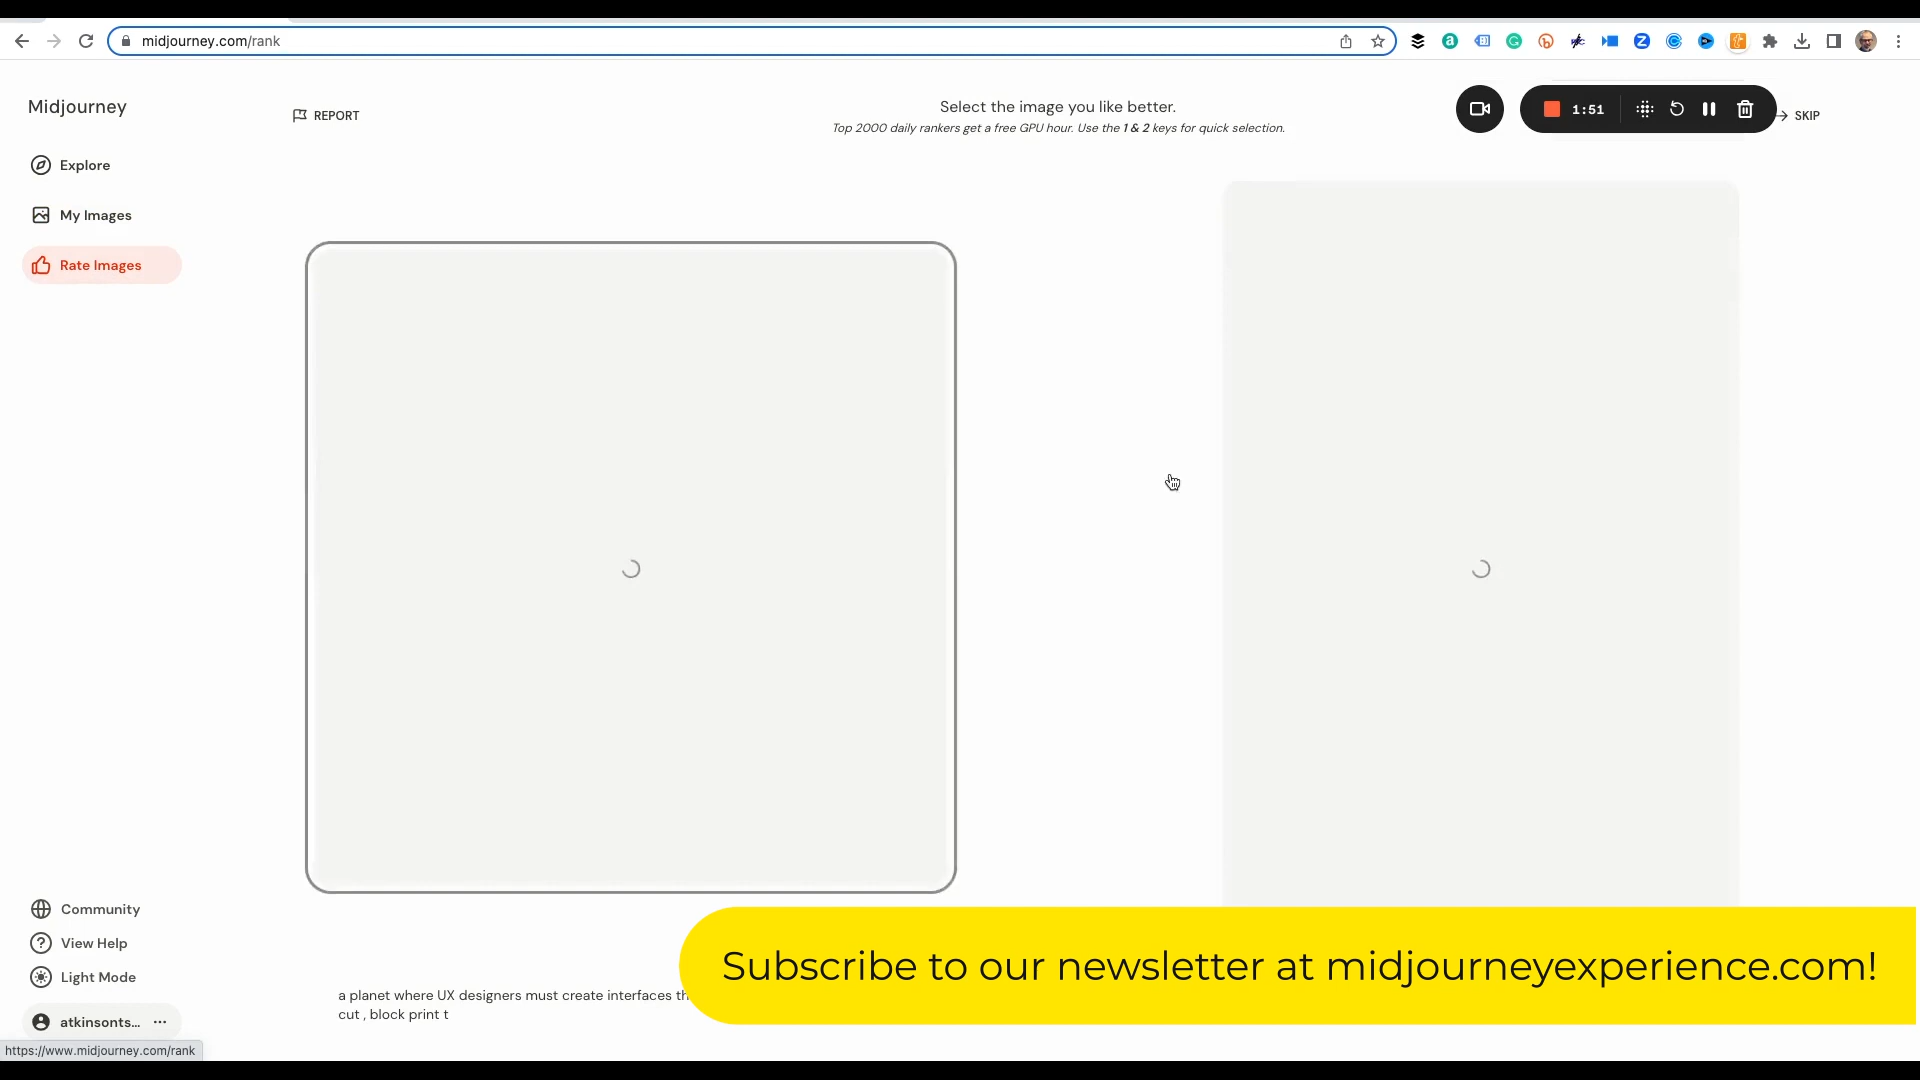 midjourney.com/rank
Midjourney
REPORT
Select the image you like better.
Top 2000 daily rankers get a free GPU hour. Use the 1 & 2 keys for quick selection.
1:51
SKIP
Explore
My Images
Rate Images
Community
View Help
Light Mode
atkinsonts...
a planet where UX designers must create interfaces
cut , block print t
Subscribe to our newsletter at midjourneyexperience.com!
https://www.midjourney.com/rank